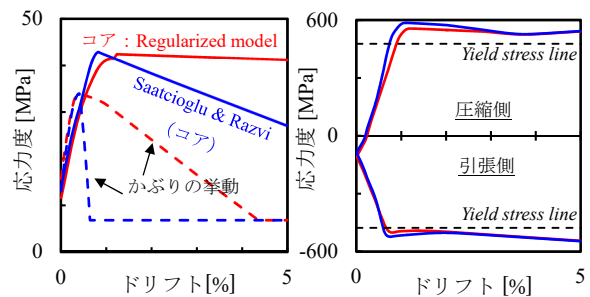 50
応力度 [MPa]
0
0
5
ドリフト[%]
コア：Regularized model
Saatcioglu & Razvi
(コア)
かぶりの挙動
600
応力度 [MPa]
0
-600
0
5
ドリフト [%]
Yield stress line
圧縮側
引張側
Yield stress line